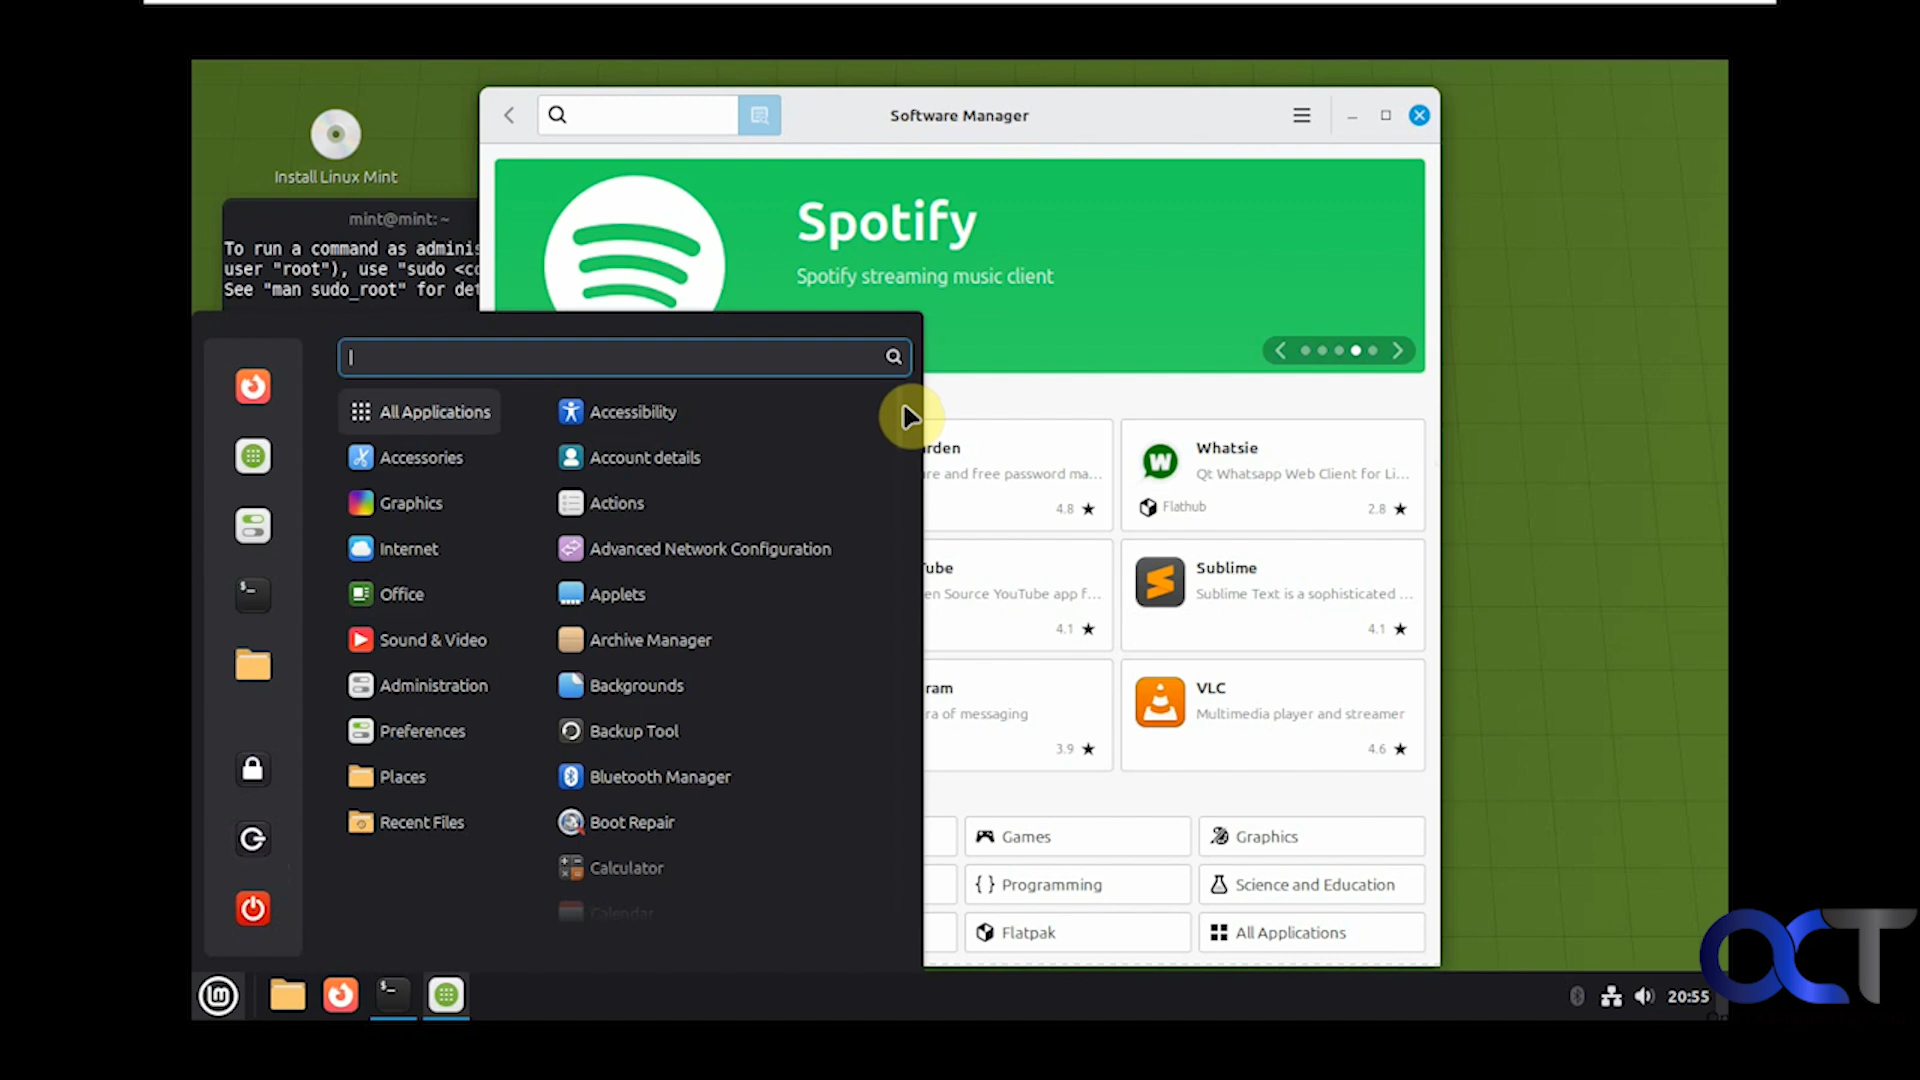 Install Linux Mint
mint@mint: ~
To run a command as adminis
user "root"), use "sudo <co
See "man sudo_root" for det
Software Manager
Spotify
Spotify streaming music client
All Applications
Accessories
Graphics
Internet
Office
Sound & Video
Administration
Preferences
Places
Recent Files
Accessibility
Account details
Actions
Advanced Network Configuration
Applets
Archive Manager
Backgrounds
Backup Tool
Bluetooth Manager
Boot Repair
Calculator
Calendar
rden
re and free password ma...
4.8 ★
Whatsie
Qt Whatsapp Web Client for Li...
Flathub
2.8 ★
ube
en Source YouTube app f...
4.1 ★
Sublime
Sublime Text is a sophisticated ...
4.1 ★
ram
ra of messaging
3.9 ★
VLC
Multimedia player and streamer
4.6 ★
Games
Graphics
Programming
Science and Education
Flatpak
All Applications
20:55
OCT